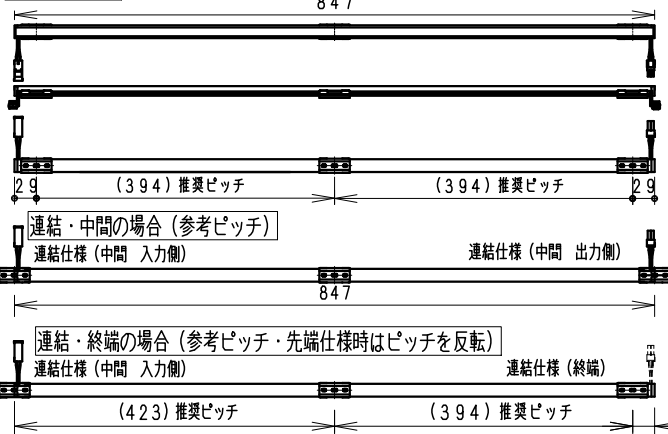 847
29 (394)推奨ピッチ (394)推奨ピッチ 29
連結・中間の場合(参考ピッチ)
連結仕様(中間 入力側) 連結仕様(中間 出力側)
847
連結・終端の場合(参考ピッチ・先端仕様時はピッチを反転)
連結仕様(中間 入力側) 連結仕様(終端)
(423)推奨ピッチ (394)推奨ピッチ